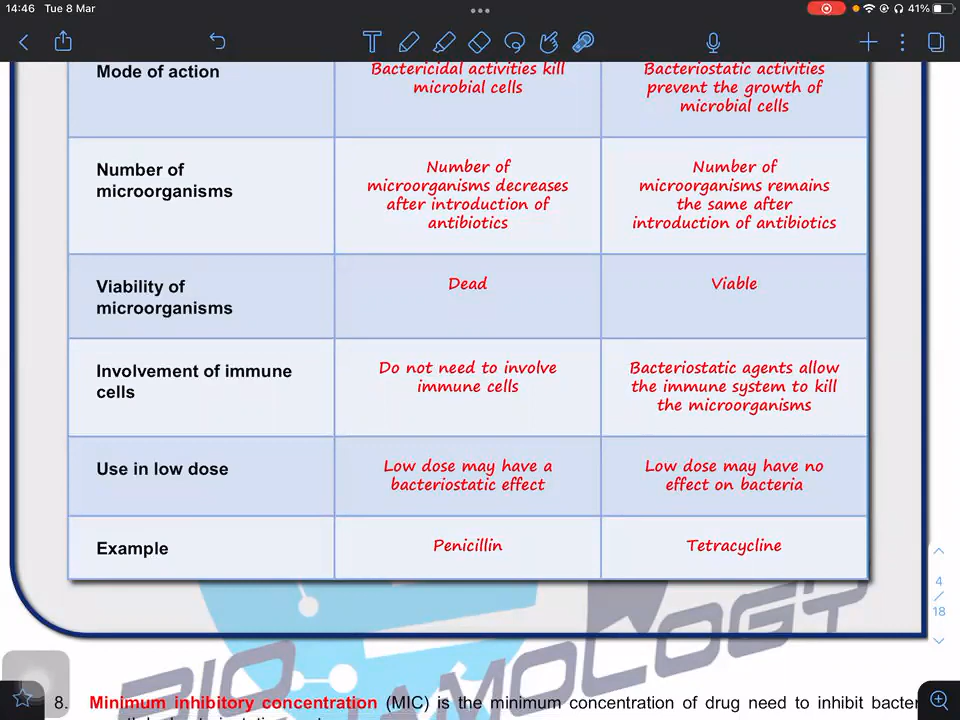 14:46 Tue 8 Mar
41%
Mode of action
Bactericidal activities kill
microbial cells
Bacteriostatic activities
prevent the growth of
microbial cells
Number of
microorganisms
Number of
microorganisms decreases
after introduction of
antibiotics
Number of
microorganisms remains
the same after
introduction of antibiotics
Viability of
microorganisms
Dead
Viable
Involvement of immune
cells
Do not need to involve
immune cells
Bacteriostatic agents allow
the immune system to kill
the microorganisms
Use in low dose
Low dose may have a
bacteriostatic effect
Low dose may have no
effect on bacteria
Example
Penicillin
Tetracycline
4
/
18
8. Minimum inhibitory concentration (MIC) is the minimum concentration of drug need to inhibit bacter